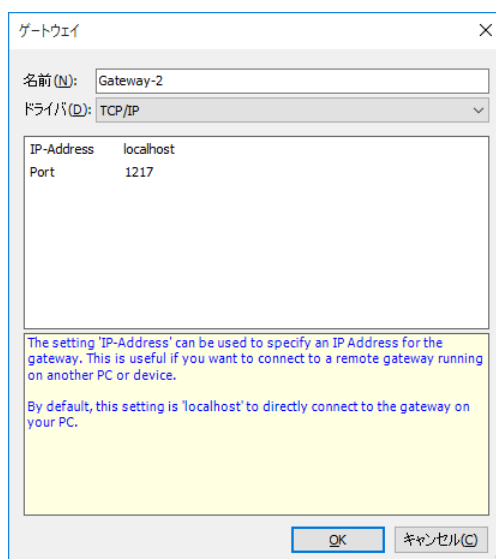 ゲートウェイ
名前(N): Gateway-2
ドライバ(D): TCP/IP
IP-Address localhost
Port 1217
The setting 'IP-Address' can be used to specify an IP Address for the
gateway. This is useful if you want to connect to a remote gateway running
on another PC or device.
By default, this setting is 'localhost' to directly connect to the gateway on
your PC.
OK キャンセル(C)